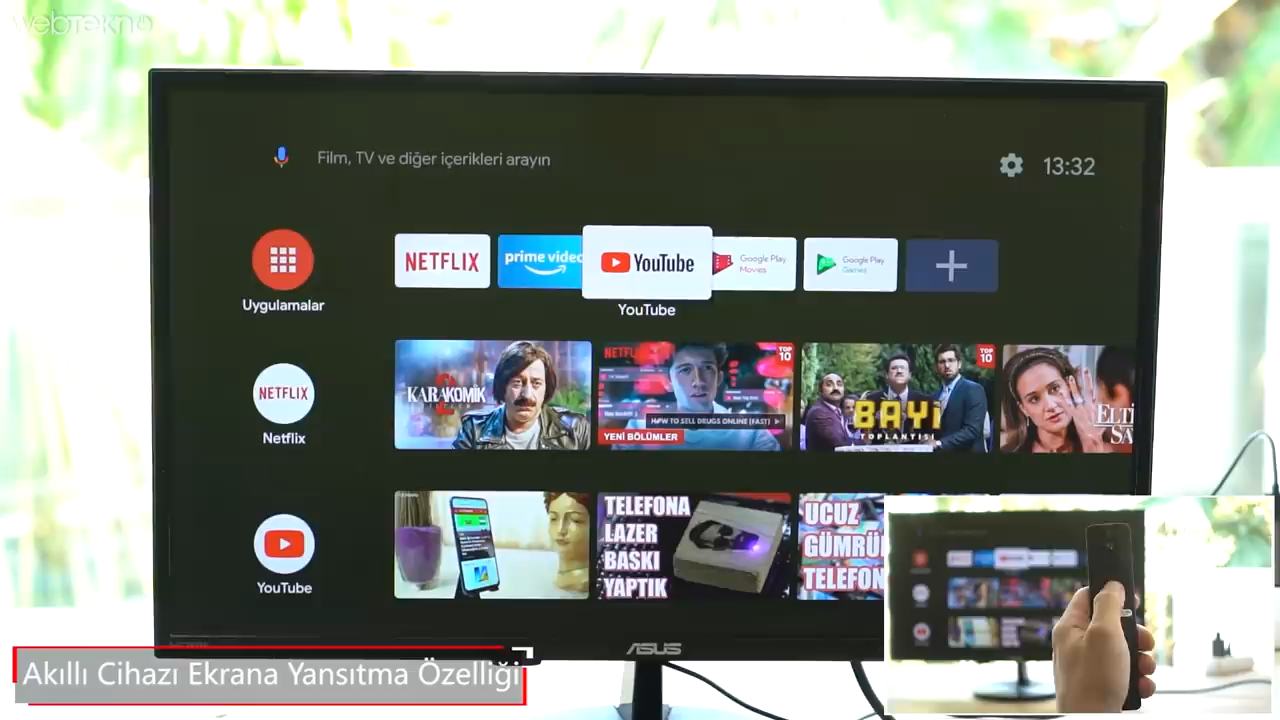 webtekno
Film, TV ve diğer içerikleri arayın
13:32
NETFLIX
prime video
YouTube
Google Play
Movies
Google Play
Games
Uygulamalar
YouTube
NETFLIX
Netflix
KARAKOMİK
NETFLIX
HOW TO SELL DRUGS ONLINE (FAST)
YENİ BÖLÜMLER
TOP
10
BAYİ
TOPLANTISI
TOP
10
ELTİ
YouTube
TELEFONA
LAZER
BASKI
YAPTIK
UCUZ
GÜMRÜ
TELEFON
ASUS
Akıllı Cihazı Ekrana Yansıtma Özelliği